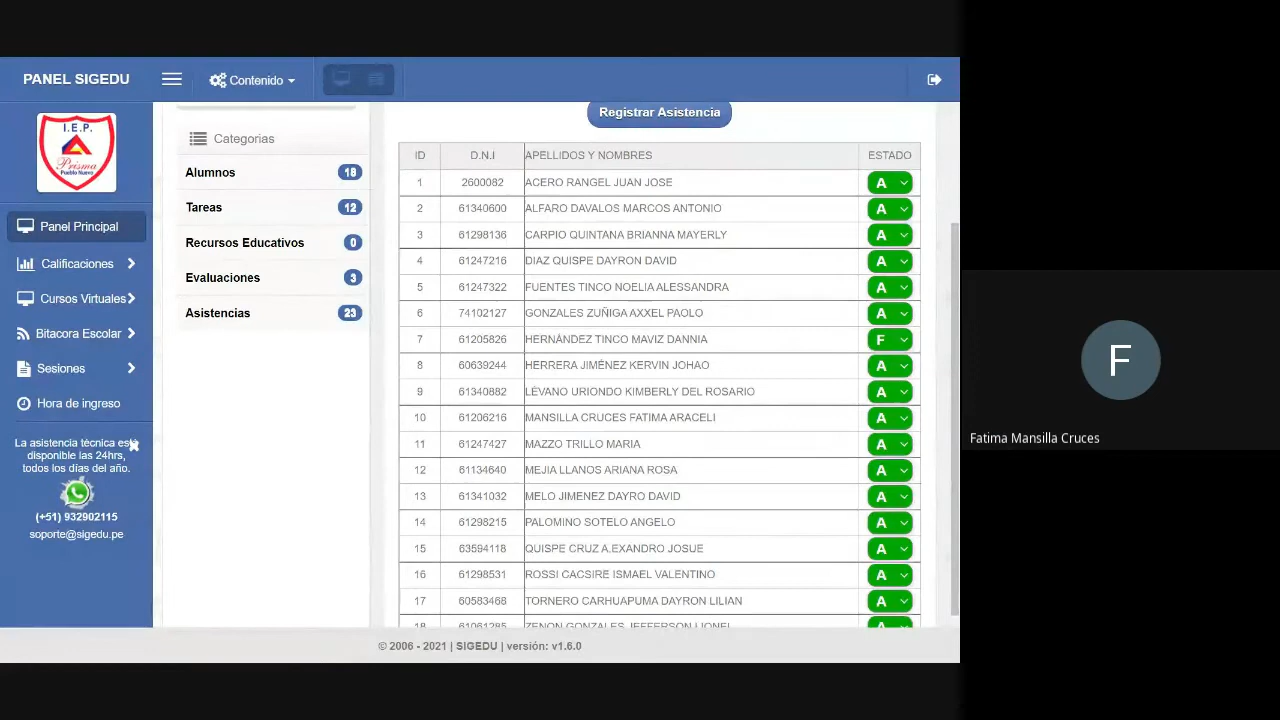 PANEL SIGEDU
Contenido
I.E.P.
Prisma
Pueblo Nuevo
Panel Principal
Calificaciones
Cursos Virtuales
Bitacora Escolar
Sesiones
Hora de ingreso
La asistencia técnica está
disponible las 24hrs,
todos los días del año.
(+51) 932902115
soporte@sigedu.pe
Categorias
Alumnos 18
Tareas 12
Recursos Educativos 0
Evaluaciones 3
Asistencias 23
Registrar Asistencia
ID D.N.I APELLIDOS Y NOMBRES ESTADO
1 2600082 ACERO RANGEL JUAN JOSE A
2 61340600 ALFARO DAVALOS MARCOS ANTONIO A
3 61298136 CARPIO QUINTANA BRIANNA MAYERLY A
4 61247216 DIAZ QUISPE DAYRON DAVID A
5 61247322 FUENTES TINCO NOELIA ALESSANDRA A
6 74102127 GONZALES ZUÑIGA AXXEL PAOLO A
7 61205826 HERNÁNDEZ TINCO MAVIZ DANNIA F
8 60639244 HERRERA JIMÉNEZ KERVIN JOHAO A
9 61340882 LÉVANO URIONDO KIMBERLY DEL ROSARIO A
10 61206216 MANSILLA CRUCES FATIMA ARACELI A
11 61247427 MAZZO TRILLO MARIA A
12 61134640 MEJIA LLANOS ARIANA ROSA A
13 61341032 MELO JIMENEZ DAYRO DAVID A
14 61298215 PALOMINO SOTELO ANGELO A
15 63594118 QUISPE CRUZ A.EXANDRO JOSUE A
16 61298531 ROSSI CACSIRE ISMAEL VALENTINO A
17 60583468 TORNERO CARHUAPUMA DAYRON LILIAN A
18 61061285 ZENON GONZALES JEFFERSON LIONEL A
© 2006 - 2021 | SIGEDU | versión: v1.6.0
F
Fatima Mansilla Cruces